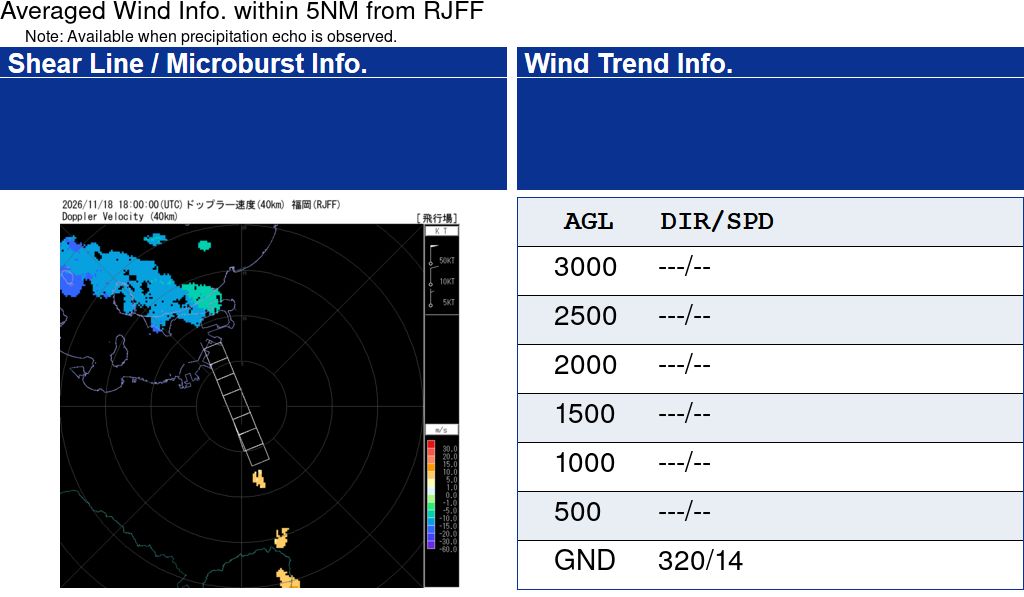 Averaged Wind Info. within 5NM from RJFF
Note: Available when precipitation echo is observed.
Shear Line / Microburst Info.
Wind Trend Info.
2026/11/18 18:00:00(UTC) ドップラー速度(40km) 福岡(RJFF)
Doppler Velocity (40km)
[飛行場]
K T
50KT
10KT
5KT
m/s
30.0
20.0
15.0
10.0
5.0
1.0
0.0
-1.0
-5.0
-10.0
-15.0
-20.0
-30.0
-60.0
AGL DIR/SPD
3000 ---/--
2500 ---/--
2000 ---/--
1500 ---/--
1000 ---/--
500 ---/--
GND 320/14